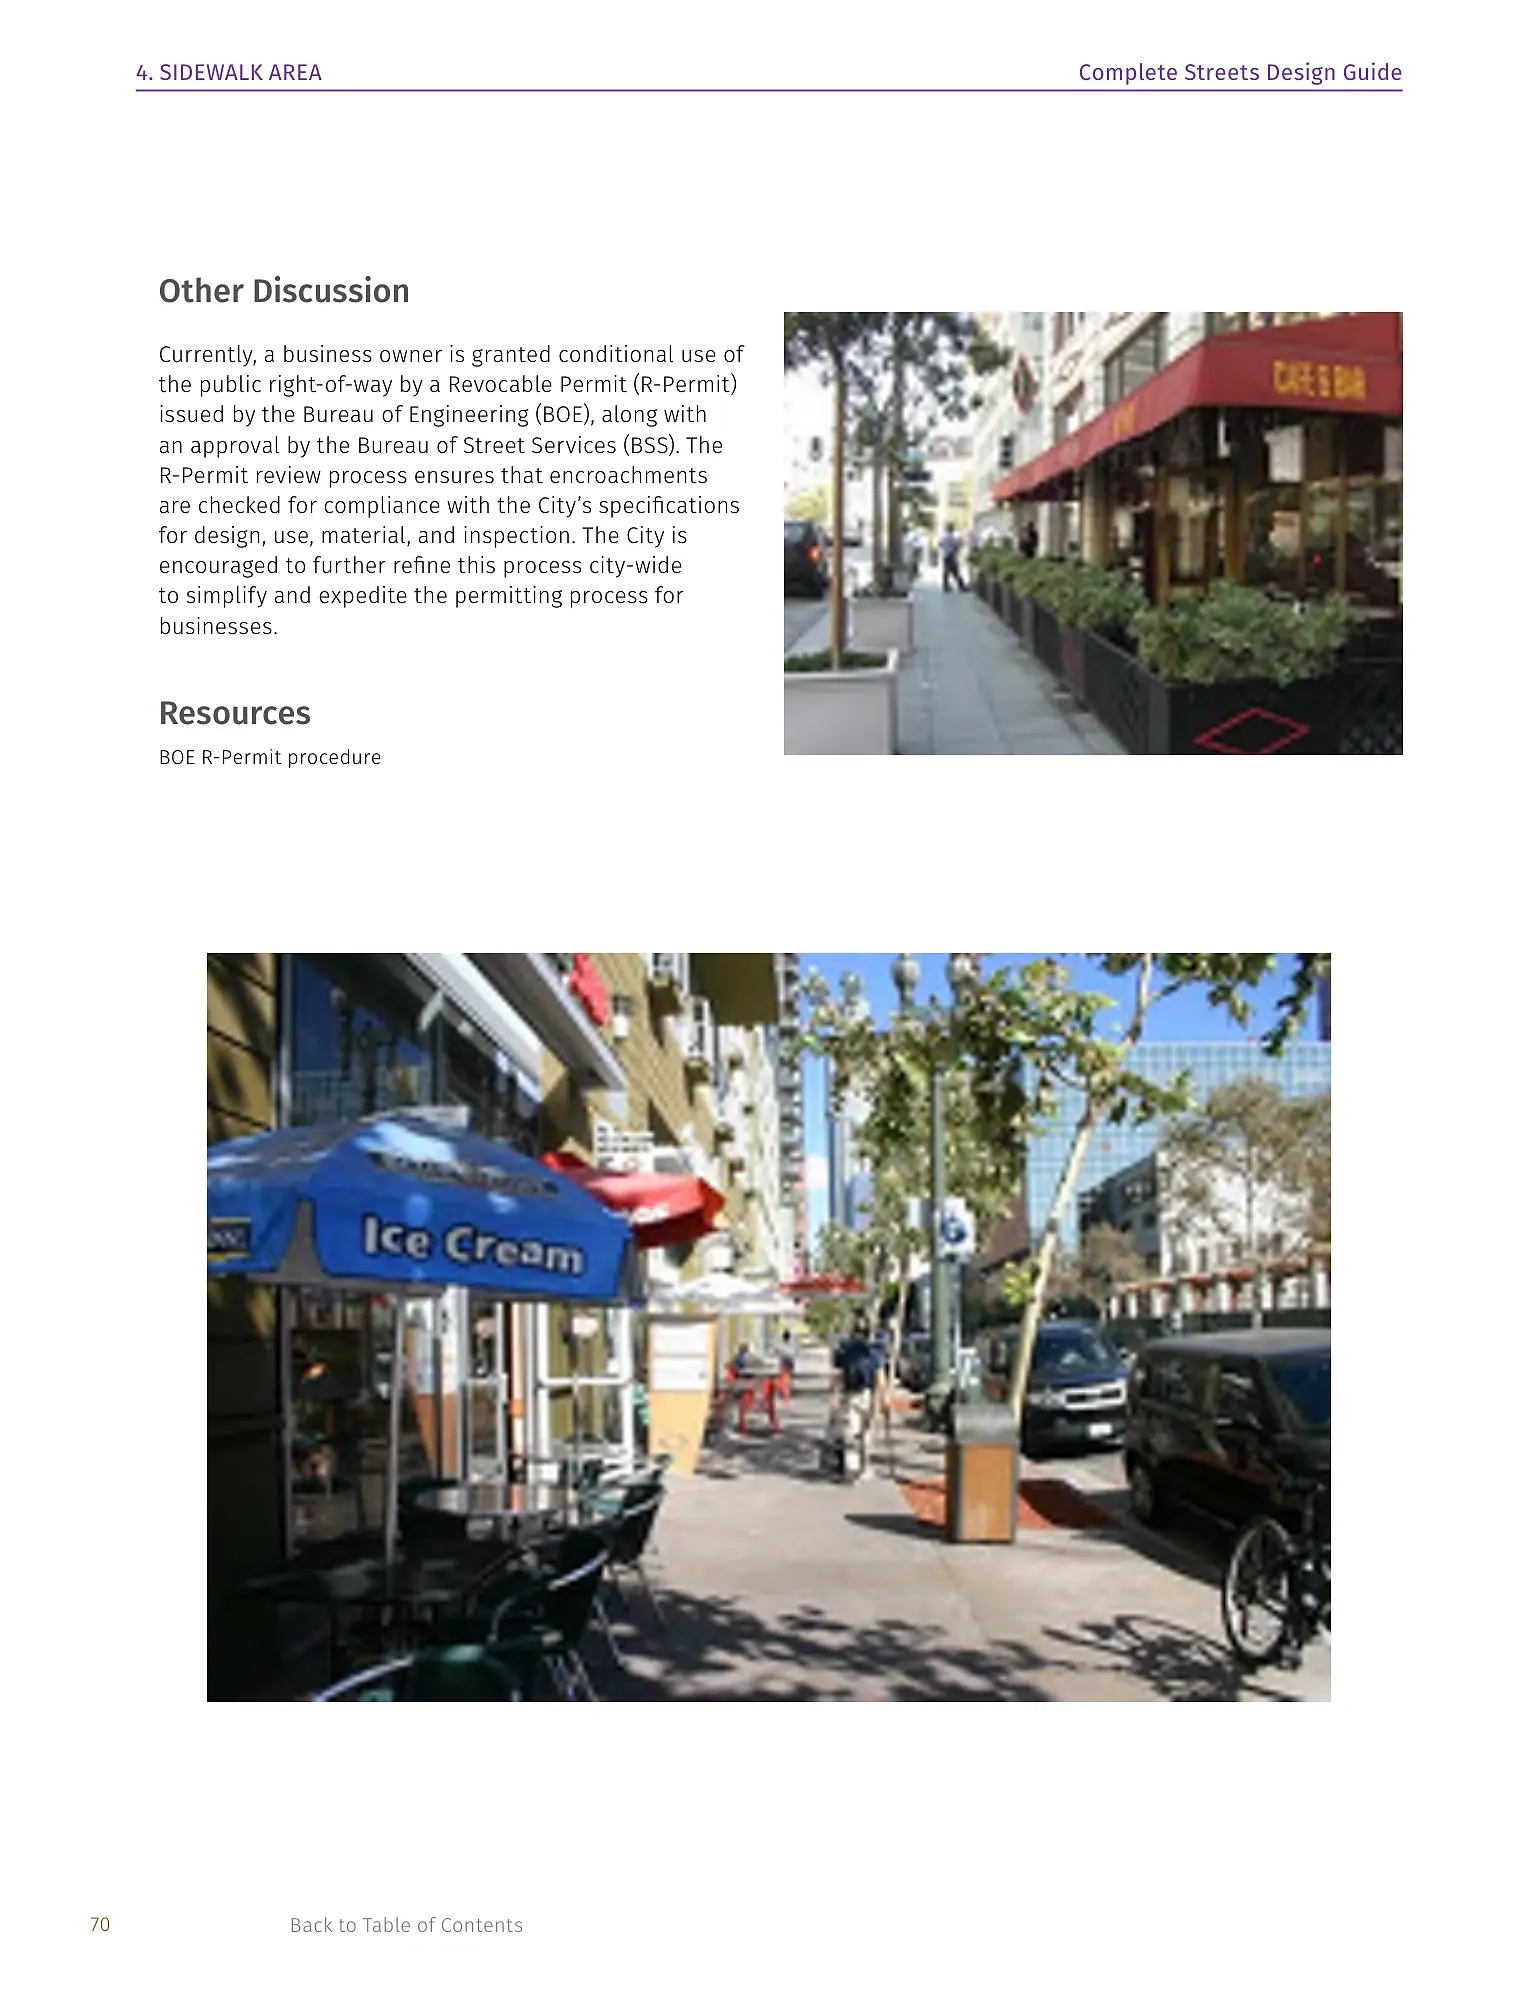 4. SIDEWALK AREA
Complete Streets Design Guide
Other Discussion
Currently, a business owner is granted conditional use of
the public right-of-way by a Revocable Permit (R-Permit)
issued by the Bureau of Engineering (BOE), along with
an approval by the Bureau of Street Services (BSS). The
R-Permit review process ensures that encroachments
are checked for compliance with the City’s specifications
for design, use, material, and inspection. The City is
encouraged to further refine this process city-wide
to simplify and expedite the permitting process for
businesses.
Resources
BOE R-Permit procedure
CAFE & BAR
Ice Cream
70
Back to Table of Contents